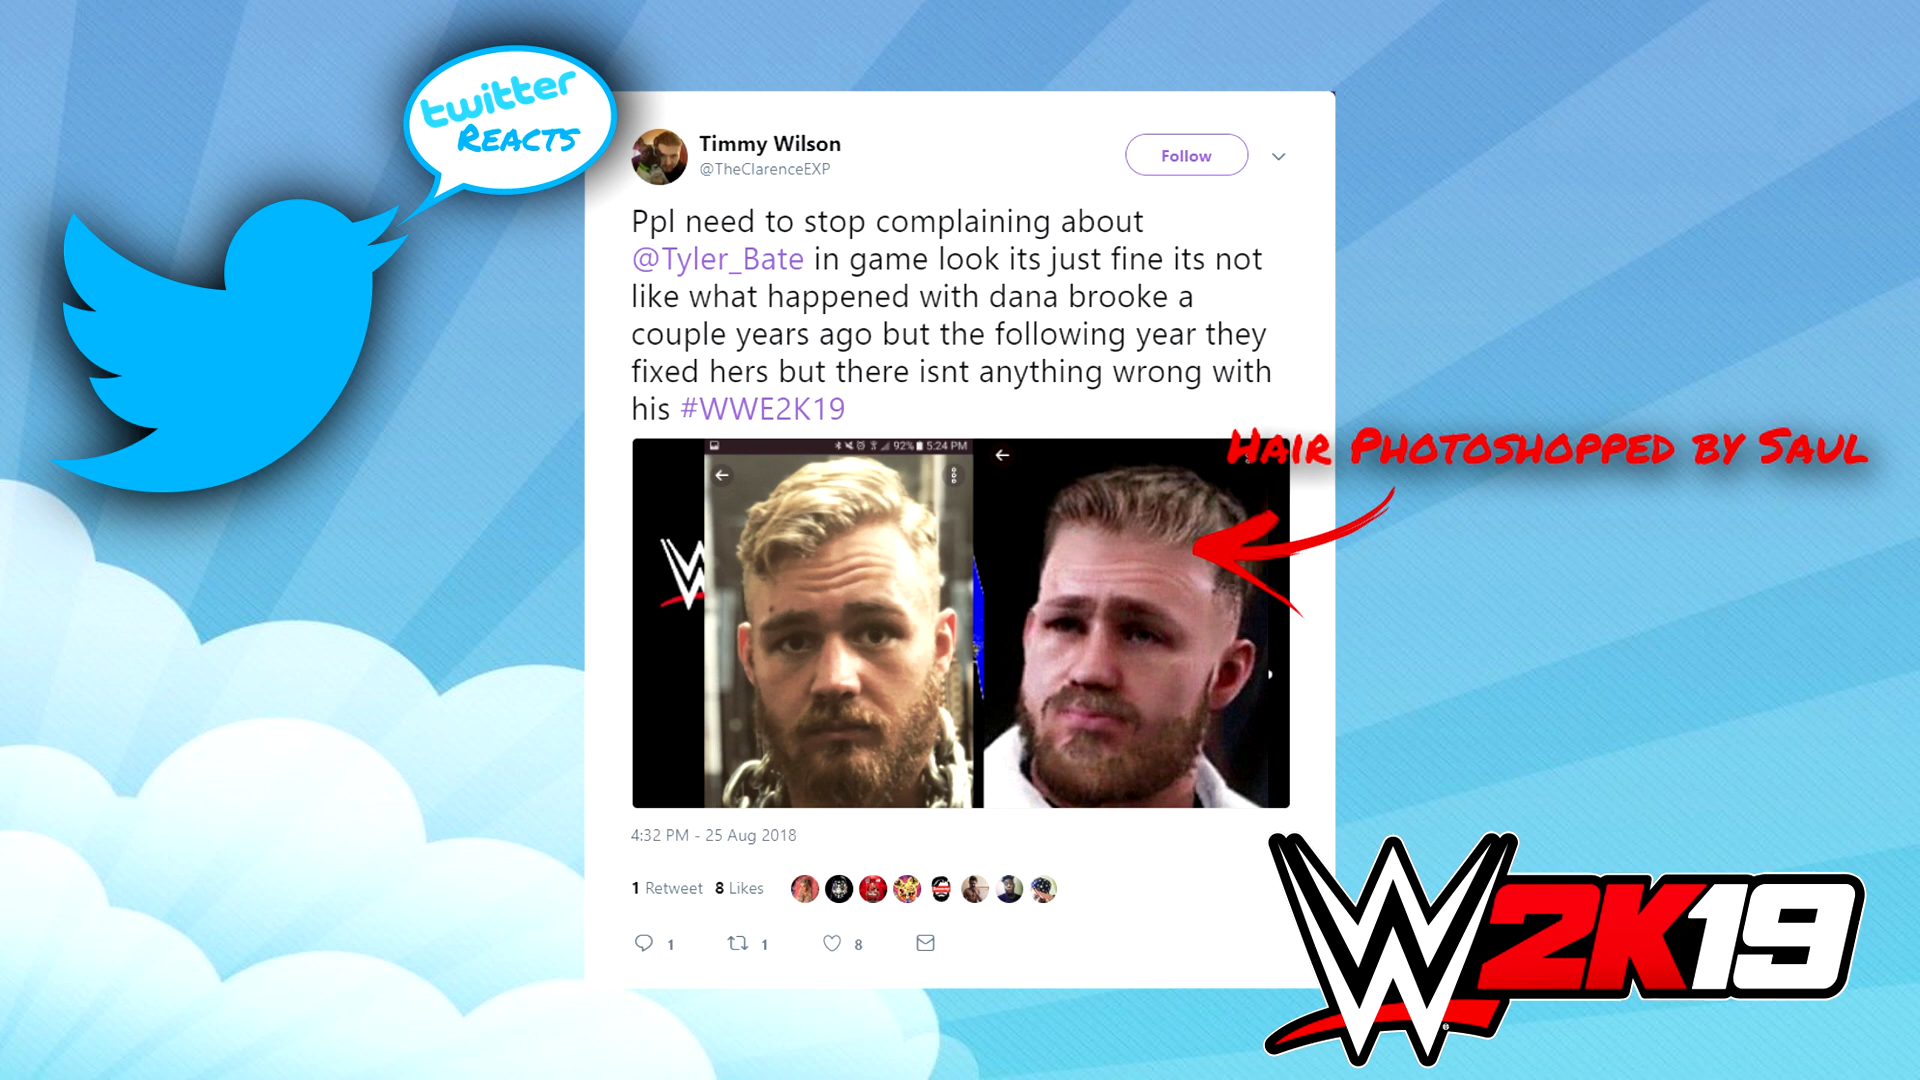 twitter
REACTS
Timmy Wilson
@TheClarenceEXP
Follow
Ppl need to stop complaining about
@Tyler_Bate in game look its just fine its not
like what happened with dana brooke a
couple years ago but the following year they
fixed hers but there isnt anything wrong with
his #WWE2K19
92% 5:24 PM
HAIR PHOTOSHOPPED BY SAUL
4:32 PM - 25 Aug 2018
1 Retweet 8 Likes
1 1 8
W 2K19